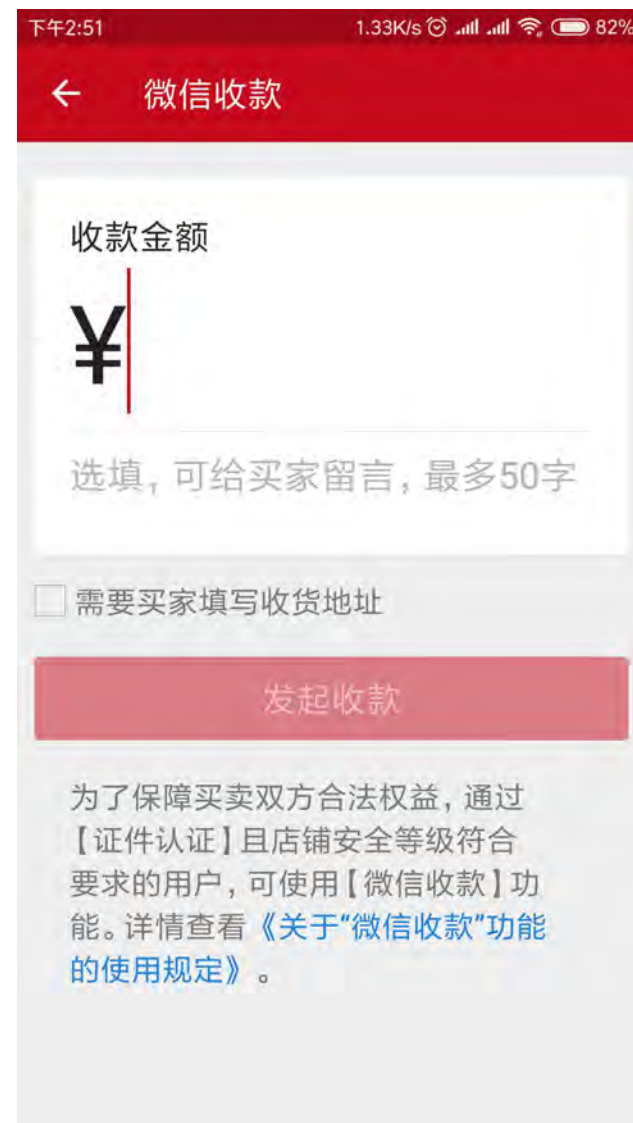 下午2:51 1.33K/s 82%
微信收款
收款金额
¥
选填，可给买家留言，最多50字
需要买家填写收货地址
发起收款
为了保障买卖双方合法权益，通过
【证件认证】且店铺安全等级符合
要求的用户，可使用【微信收款】功
能。详情查看《关于“微信收款”功能
的使用规定》。